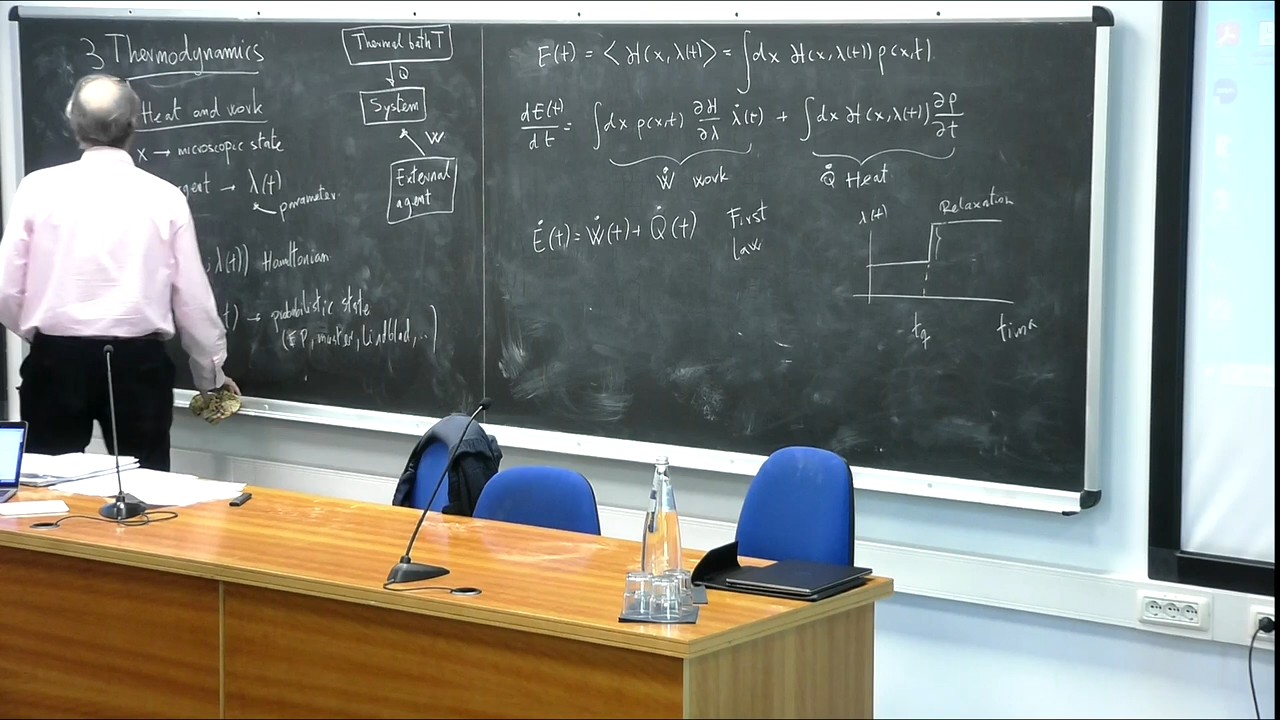 3 Thermodynamics
Heat and work
x → microscopic state
agent → λ(t)
parameter
, λ(t)) Hamiltonian
t) → probabilistic state
(FP, master, Lindblad, ...)
Thermal bath T
Q
System
W
External
agent
E(t) = ⟨ H(x, λ(t)) ⟩ = ∫dx H(x, λ(t)) ρ(x,t)
dE(t)/dt = ∫dx ρ(x,t) ∂H/∂λ λ̇(t) + ∫dx H(x, λ(t)) ∂ρ/∂t
Ẇ work
Q̇ Heat
Ė(t) = Ẇ(t) + Q̇(t) First
law
λ(t)
Relaxation
tq
time